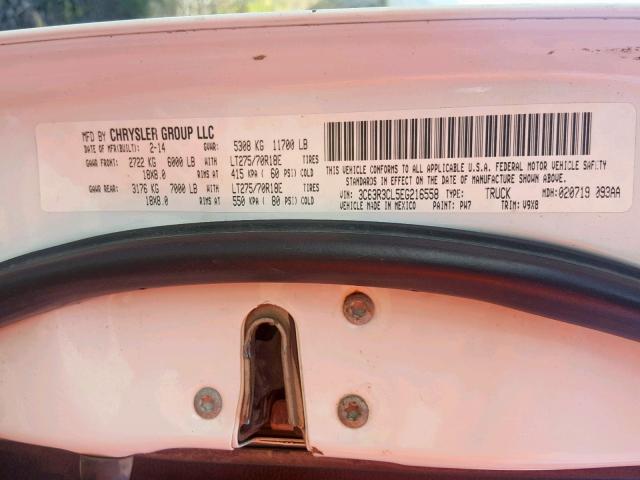 MFD BY CHRYSLER GROUP LLC
DATE OF MFR(BUILT): 2-14 GVWR: 5308 KG 11700 LB
GAWR FRONT: 2722 KG 6000 LB WITH LT275/70R18E TIRES
18X8.0 RIMS AT 415 KPA ( 60 PSI) COLD
GAWR REAR: 3176 KG 7000 LB WITH LT275/70R18E TIRES
18X8.0 RIMS AT 550 KPA ( 80 PSI) COLD
THIS VEHICLE CONFORMS TO ALL APPLICABLE U.S.A. FEDERAL MOTOR VEHICLE SAFETY
STANDARDS IN EFFECT ON THE DATE OF MANUFACTURE SHOWN ABOVE.
VIN: 3C63R3CL5EG216558 TYPE: TRUCK MDH: 020719 093AA
VEHICLE MADE IN MEXICO PAINT: PW7 TRIM: V9X8